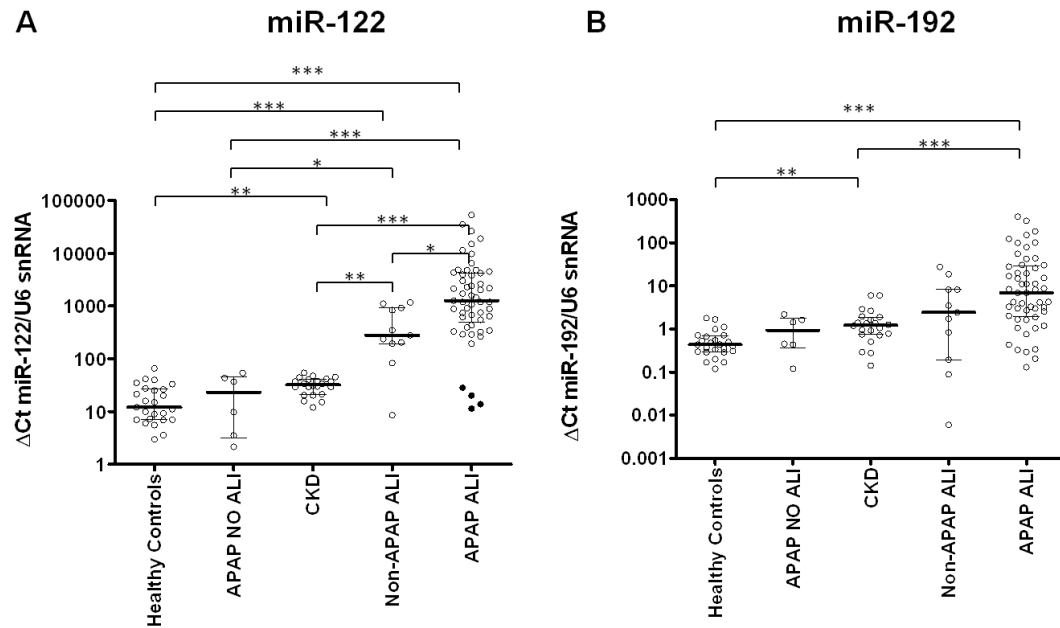 A
miR-122
***
***
***
*
**
***
*
**
ΔCt miR-122/U6 snRNA
100000
10000
1000
100
10
1
Healthy Controls
APAP NO ALI
CKD
Non-APAP ALI
APAP ALI
B
miR-192
***
***
**
ΔCt miR-192/U6 snRNA
1000
100
10
1
0.1
0.01
0.001
Healthy Controls
APAP NO ALI
CKD
Non-APAP ALI
APAP ALI